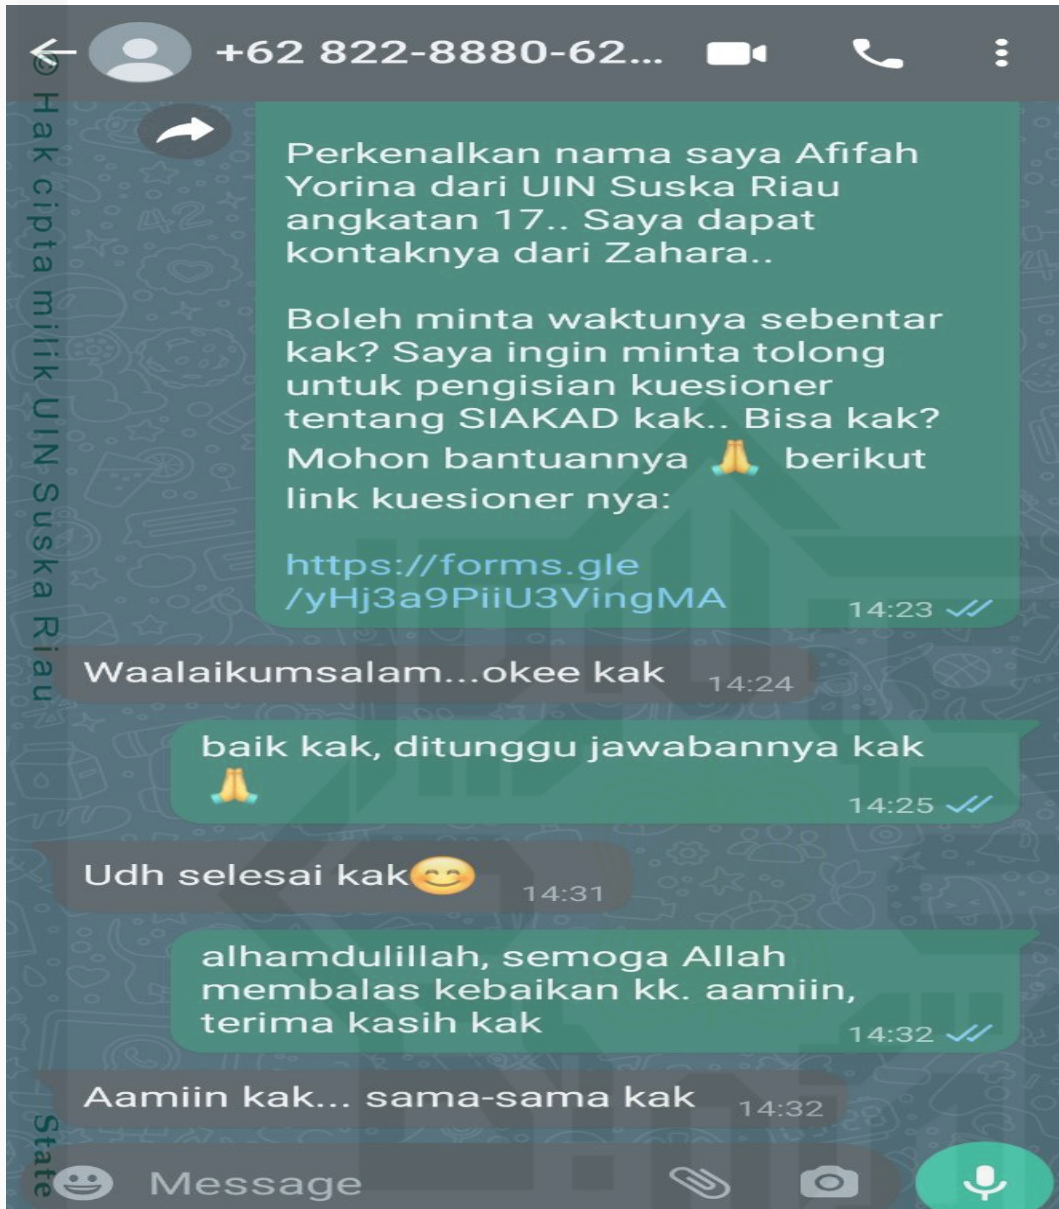 +62 822-8880-62...
Perkenalkan nama saya Afifah
Yorina dari UIN Suska Riau
angkatan 17.. Saya dapat
kontaknya dari Zahara..
Boleh minta waktunya sebentar
kak? Saya ingin minta tolong
untuk pengisian kuesioner
tentang SIAKAD kak.. Bisa kak?
Mohon bantuannya 🙏 berikut
link kuesioner nya:
https://forms.gle
/yHj3a9PiiU3VingMA
14:23
Waalaikumsalam...okee kak
14:24
baik kak, ditunggu jawabannya kak
🙏
14:25
Udh selesai kak😊
14:31
alhamdulillah, semoga Allah
membalas kebaikan kk. aamiin,
terima kasih kak
14:32
Aamiin kak... sama-sama kak
14:32
Message
© Hak cipta milik UIN Suska Riau
State